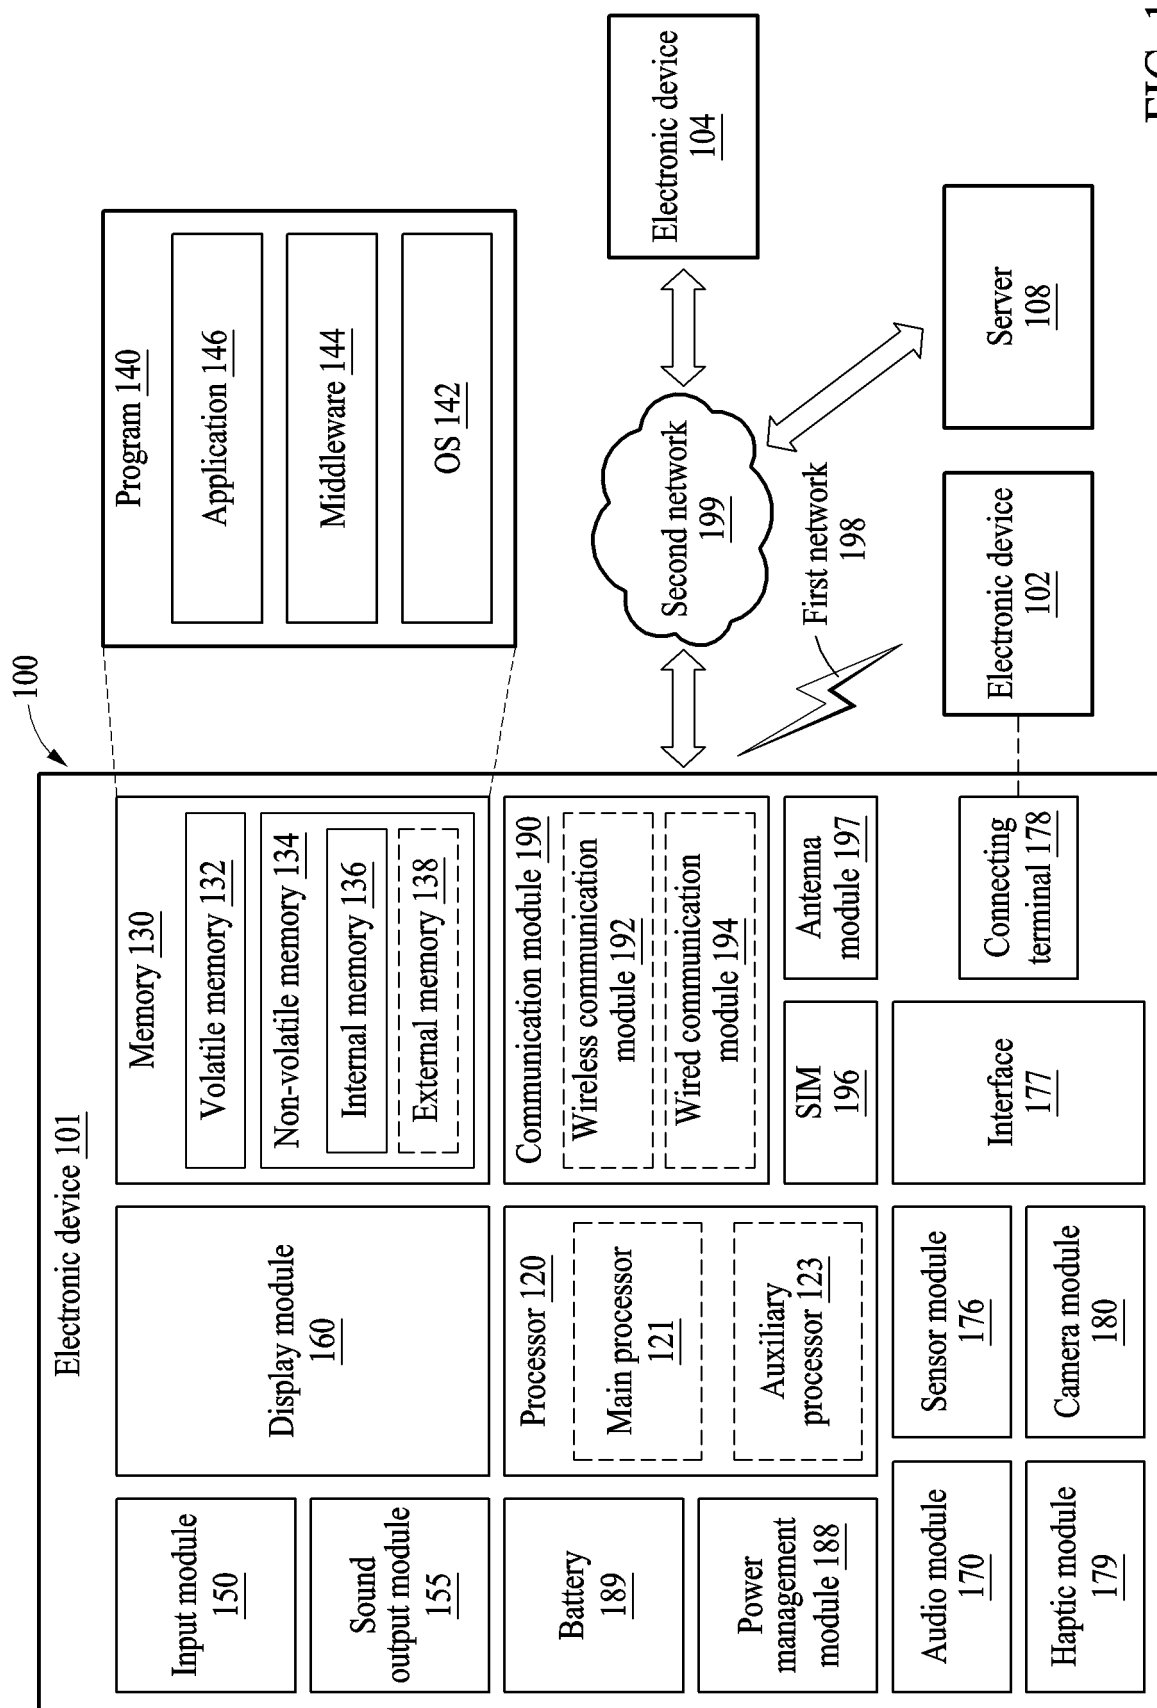 100
Electronic device 101
Input module
150
Sound
output module
155
Battery
189
Power
management
module 188
Audio module
170
Haptic module
179
Display module
160
Processor 120
Main processor
121
Auxiliary
processor 123
Sensor module
176
Camera module
180
Memory 130
Volatile memory 132
Non-volatile memory 134
Internal memory 136
External memory 138
Communication module 190
Wireless communication
module 192
Wired communication
module 194
SIM
196
Antenna
module 197
Interface
177
Connecting
terminal 178
Program 140
Application 146
Middleware 144
OS 142
Second network
199
First network
198
Electronic device
104
Electronic device
102
Server
108
FIG. 1